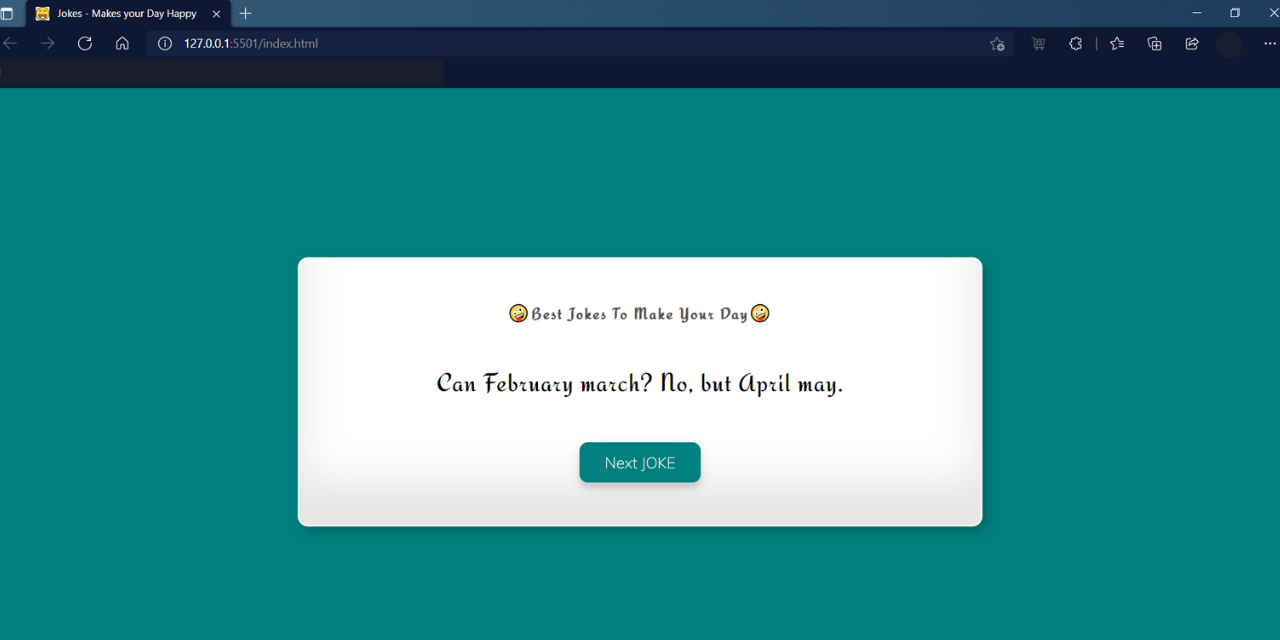 Jokes - Makes your Day Happy
127.0.0.1:5501/index.html
🤪Best Jokes To Make Your Day🤪
Can February march? No, but April may.
Next JOKE